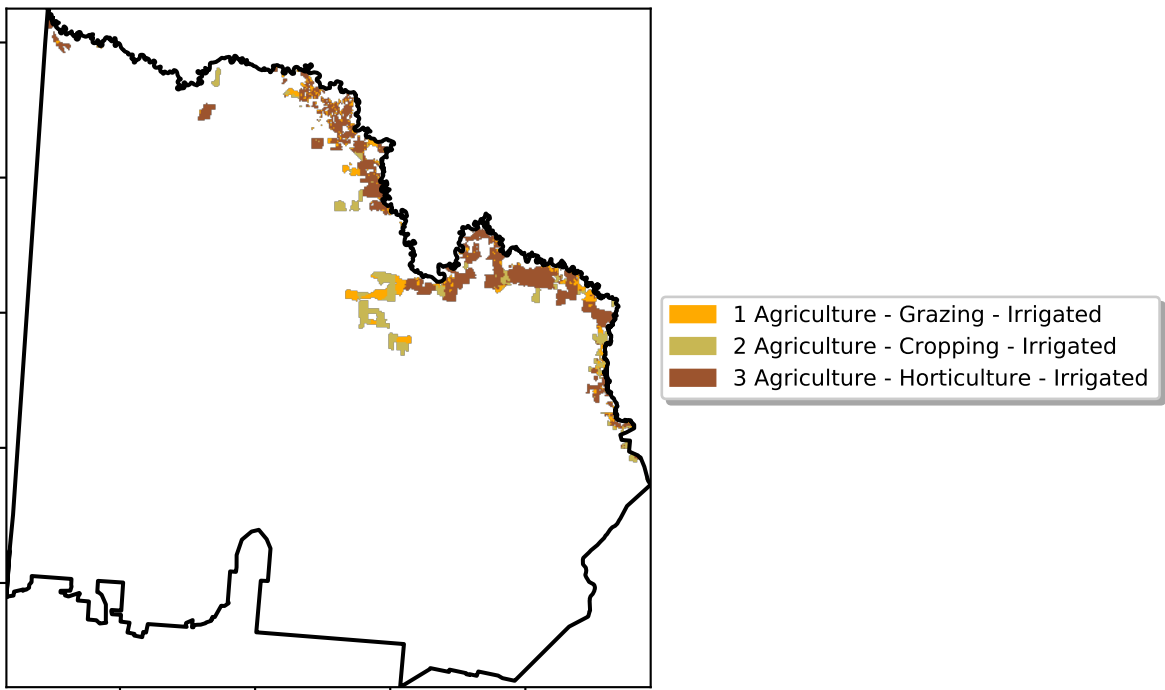 1 Agriculture - Grazing - Irrigated
2 Agriculture - Cropping - Irrigated
3 Agriculture - Horticulture - Irrigated